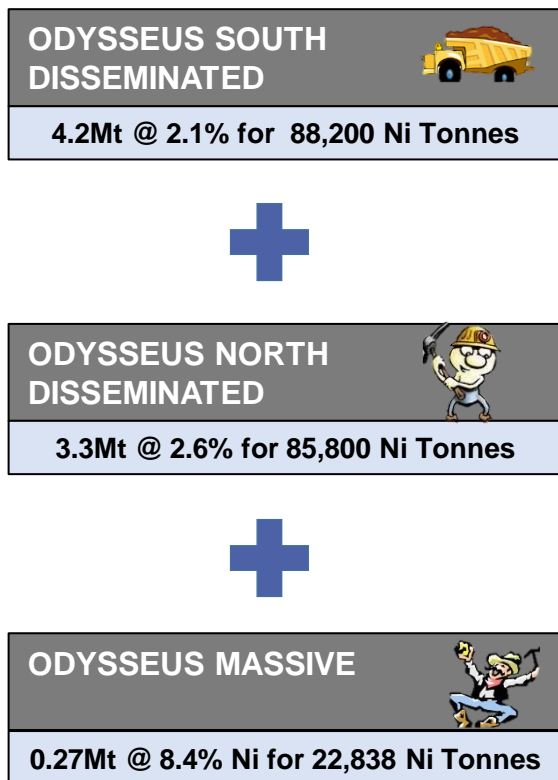 ODYSSEUS SOUTH
DISSEMINATED
4.2Mt @ 2.1% for 88,200 Ni Tonnes
ODYSSEUS NORTH
DISSEMINATED
3.3Mt @ 2.6% for 85,800 Ni Tonnes
ODYSSEUS MASSIVE
0.27Mt @ 8.4% Ni for 22,838 Ni Tonnes